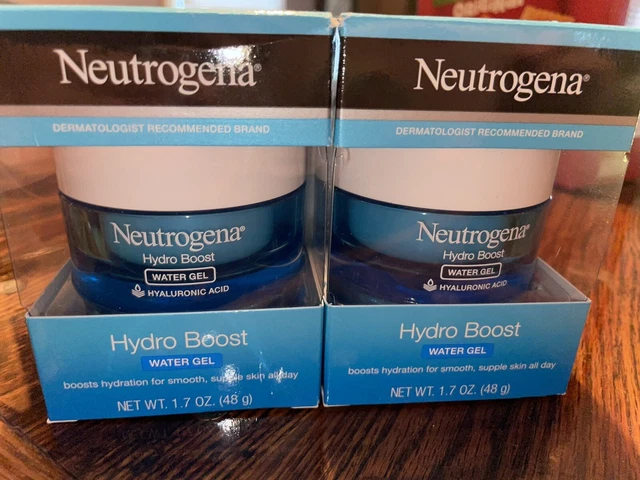 Neutrogena®
DERMATOLOGIST RECOMMENDED BRAND
Neutrogena®
Hydro Boost
WATER GEL
HYALURONIC ACID
Hydro Boost
WATER GEL
boosts hydration for smooth, supple skin all day
NET WT. 1.7 OZ. (48 g)
Neutrogena®
DERMATOLOGIST RECOMMENDED BRAND
Neutrogena®
Hydro Boost
WATER GEL
HYALURONIC ACID
Hydro Boost
WATER GEL
boosts hydration for smooth, supple skin all day
NET WT. 1.7 OZ. (48 g)